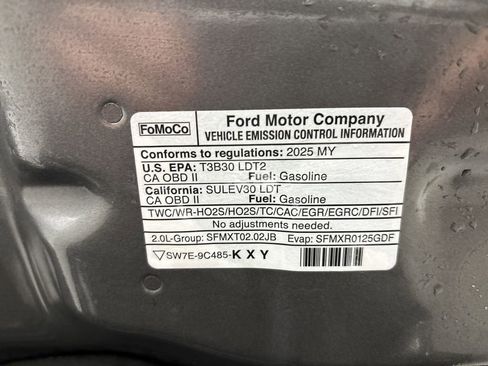 FoMoCo
Ford Motor Company
VEHICLE EMISSION CONTROL INFORMATION
Conforms to regulations: 2025 MY
U.S. EPA: T3B30 LDT2
CA OBD II Fuel: Gasoline
California: SULEV30 LDT
CA OBD II Fuel: Gasoline
TWC/WR-HO2S/HO2S/TC/CAC/EGR/EGRC/DFI/SFI
No adjustments needed.
2.0L-Group: SFMXT02.02JB Evap: SFMXR0125GDF
SW7E-9C485-KXY